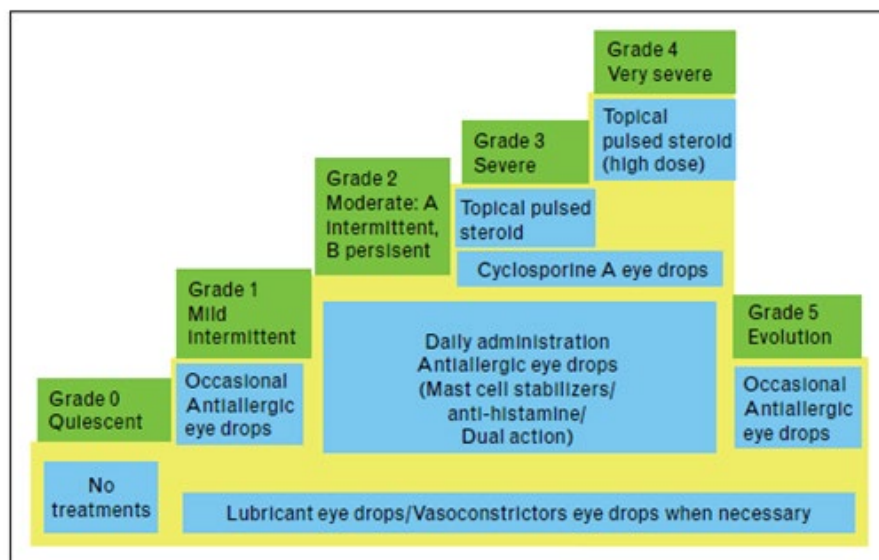 Grade 4
Very severe
Topical
pulsed steroid
(high dose)
Grade 3
Severe
Topical pulsed
steroid
Cyclosporine A eye drops
Grade 2
Moderate: A
intermittent,
B persisent
Grade 1
Mild
Intermittent
Occasional
Antiallergic
eye drops
Daily administration
Antiallergic eye drops
(Mast cell stabilizers/
anti-histamine/
Dual action)
Grade 5
Evolution
Occasional
Antiallergic
eye drops
Grade 0
Quiescent
No
treatments
Lubricant eye drops/Vasoconstrictors eye drops when necessary